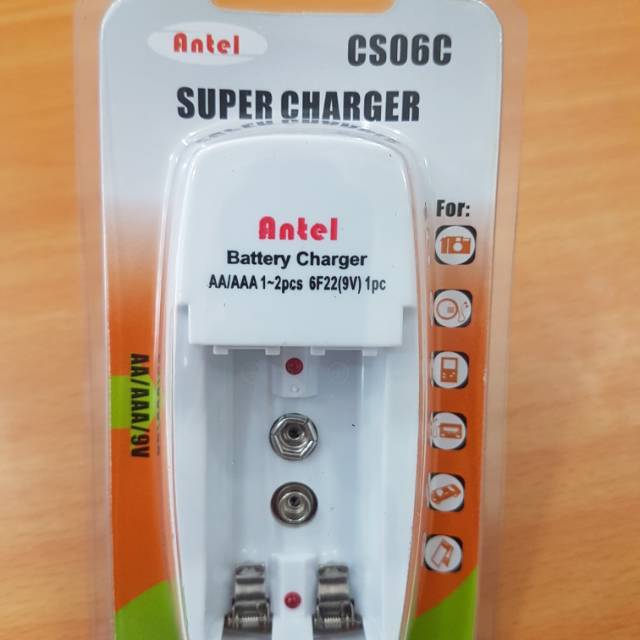 Antel
CS06C
SUPER CHARGER
For:
Antel
Battery Charger
AA/AAA 1~2pcs 6F22(9V) 1pc
AA/AAA/9V